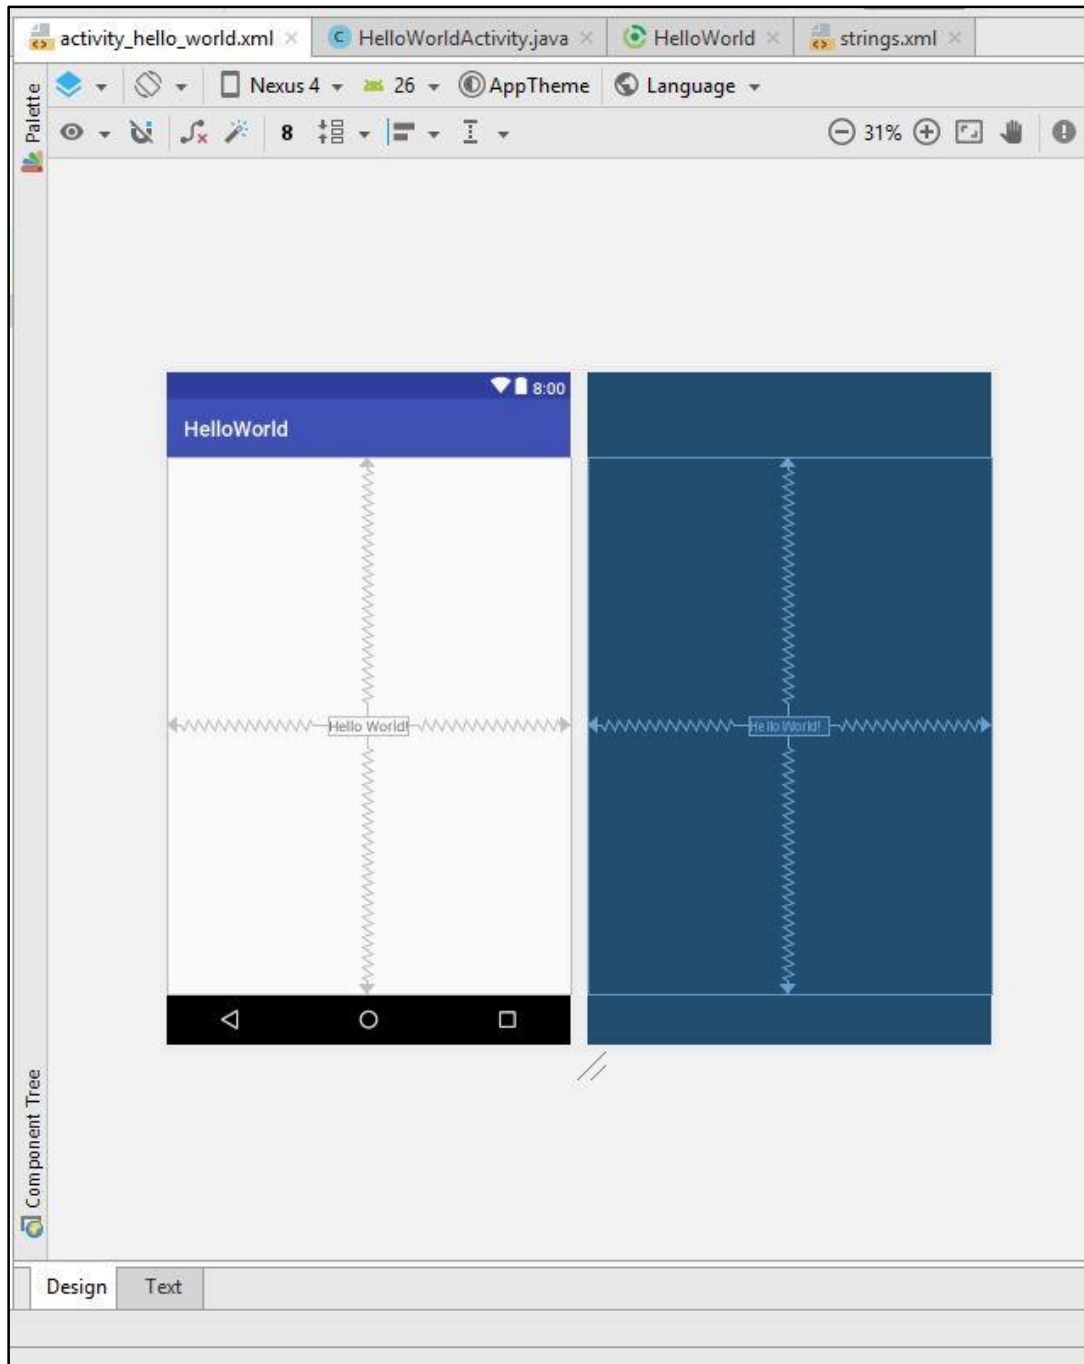 activity_hello_world.xml HelloWorldActivity.java HelloWorld strings.xml
Palette
Nexus 4 26 AppTheme Language
8 31%
8:00
HelloWorld
Hello World! Hello World!
Component Tree
Design Text